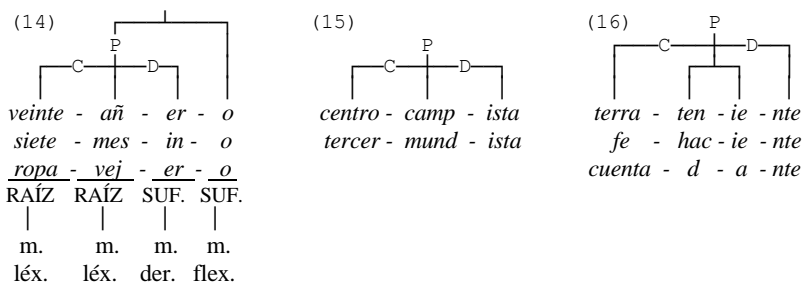 (14) (15) (16)
P P P
C D C D C D
veinte - añ - er - o centro - camp - ista terra - ten - ie - nte
siete - mes - in - o tercer - mund - ista fe - hac - ie - nte
ropa - vej - er - o cuenta - d - a - nte
RAÍZ RAÍZ SUF. SUF.
m. m. m. m.
léx. léx. der. flex.